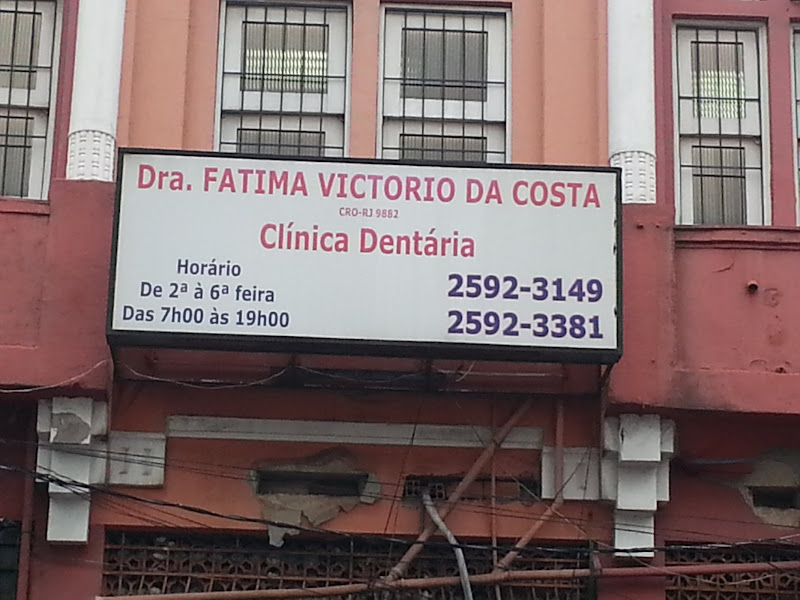 Dra. FATIMA VICTORIO DA COSTA
CRO-RJ 9882
Clínica Dentária
Horário
De 2ª à 6ª feira
Das 7h00 às 19h00
2592-3149
2592-3381